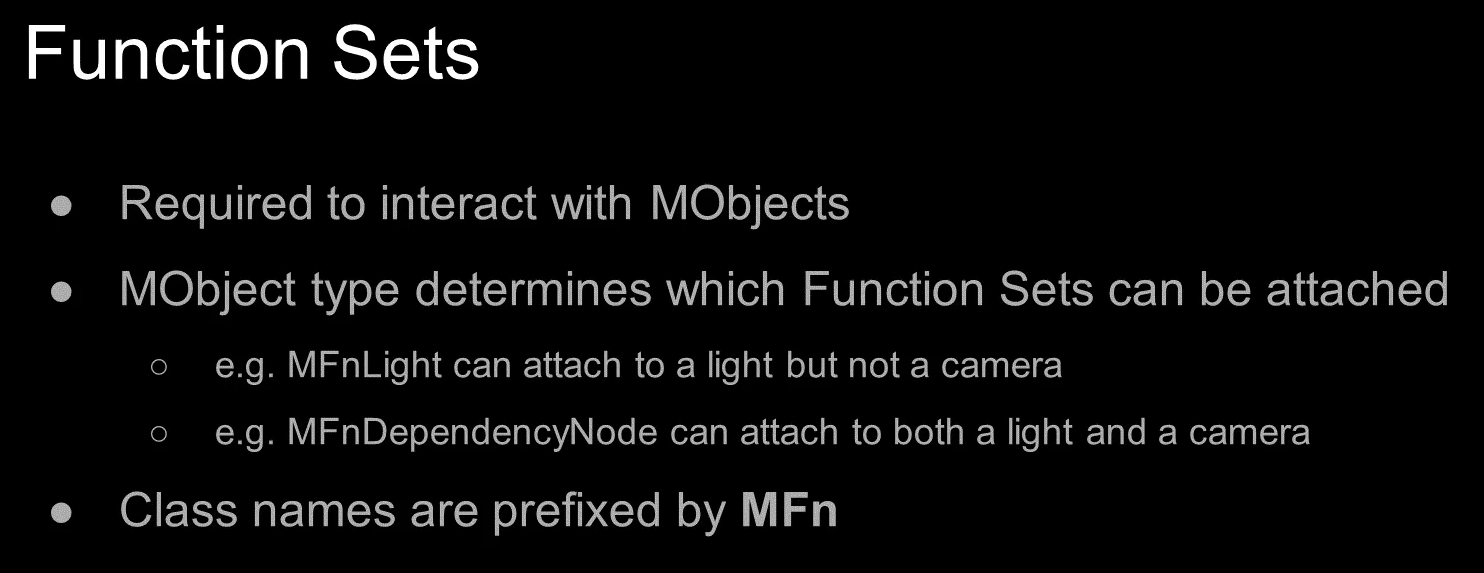 Function Sets
● Required to interact with MObjects
● MObject type determines which Function Sets can be attached
○ e.g. MFnLight can attach to a light but not a camera
○ e.g. MFnDependencyNode can attach to both a light and a camera
● Class names are prefixed by MFn